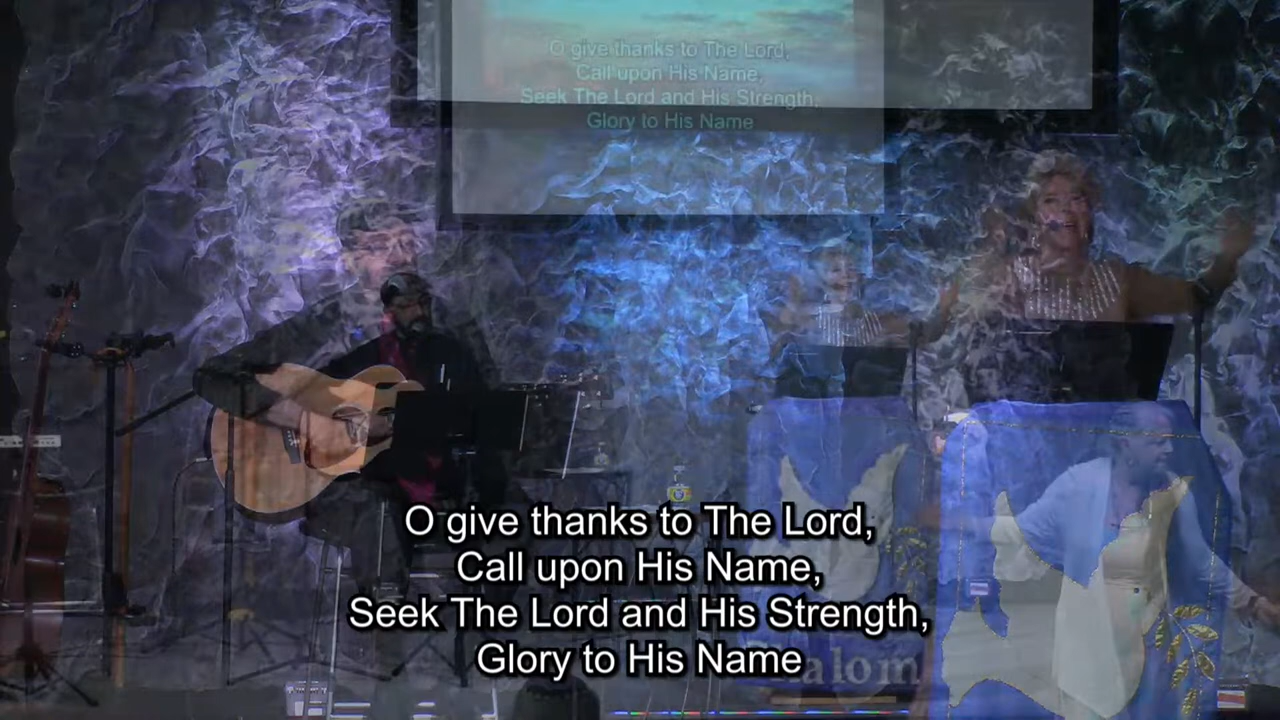 O give thanks to The Lord,
Call upon His Name,
Seek The Lord and His Strength,
Glory to His Name
O give thanks to The Lord,
Call upon His Name,
Seek The Lord and His Strength,
Glory to His Name
Shalom